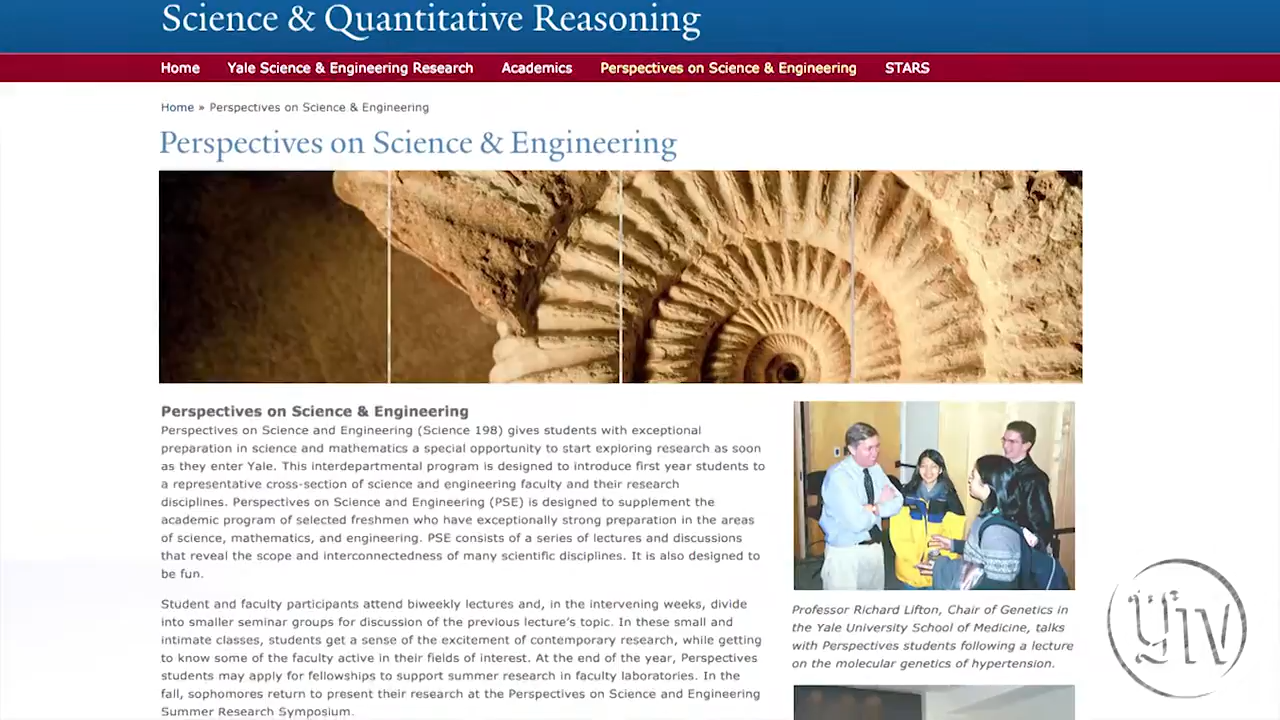 Science & Quantitative Reasoning
Home Yale Science & Engineering Research Academics Perspectives on Science & Engineering STARS
Home » Perspectives on Science & Engineering
Perspectives on Science & Engineering
Perspectives on Science & Engineering
Perspectives on Science and Engineering (Science 198) gives students with exceptional
preparation in science and mathematics a special opportunity to start exploring research as soon
as they enter Yale. This interdepartmental program is designed to introduce first year students to
a representative cross-section of science and engineering faculty and their research
disciplines. Perspectives on Science and Engineering (PSE) is designed to supplement the
academic program of selected freshmen who have exceptionally strong preparation in the areas
of science, mathematics, and engineering. PSE consists of a series of lectures and discussions
that reveal the scope and interconnectedness of many scientific disciplines. It is also designed to
be fun.
Student and faculty participants attend biweekly lectures and, in the intervening weeks, divide
into smaller seminar groups for discussion of the previous lecture's topic. In these small and
intimate classes, students get a sense of the excitement of contemporary research, while getting
to know some of the faculty active in their fields of interest. At the end of the year, Perspectives
students may apply for fellowships to support summer research in faculty laboratories. In the
fall, sophomores return to present their research at the Perspectives on Science and Engineering
Summer Research Symposium.
Professor Richard Lifton, Chair of Genetics in
the Yale University School of Medicine, talks
with Perspectives students following a lecture
on the molecular genetics of hypertension.
YTV